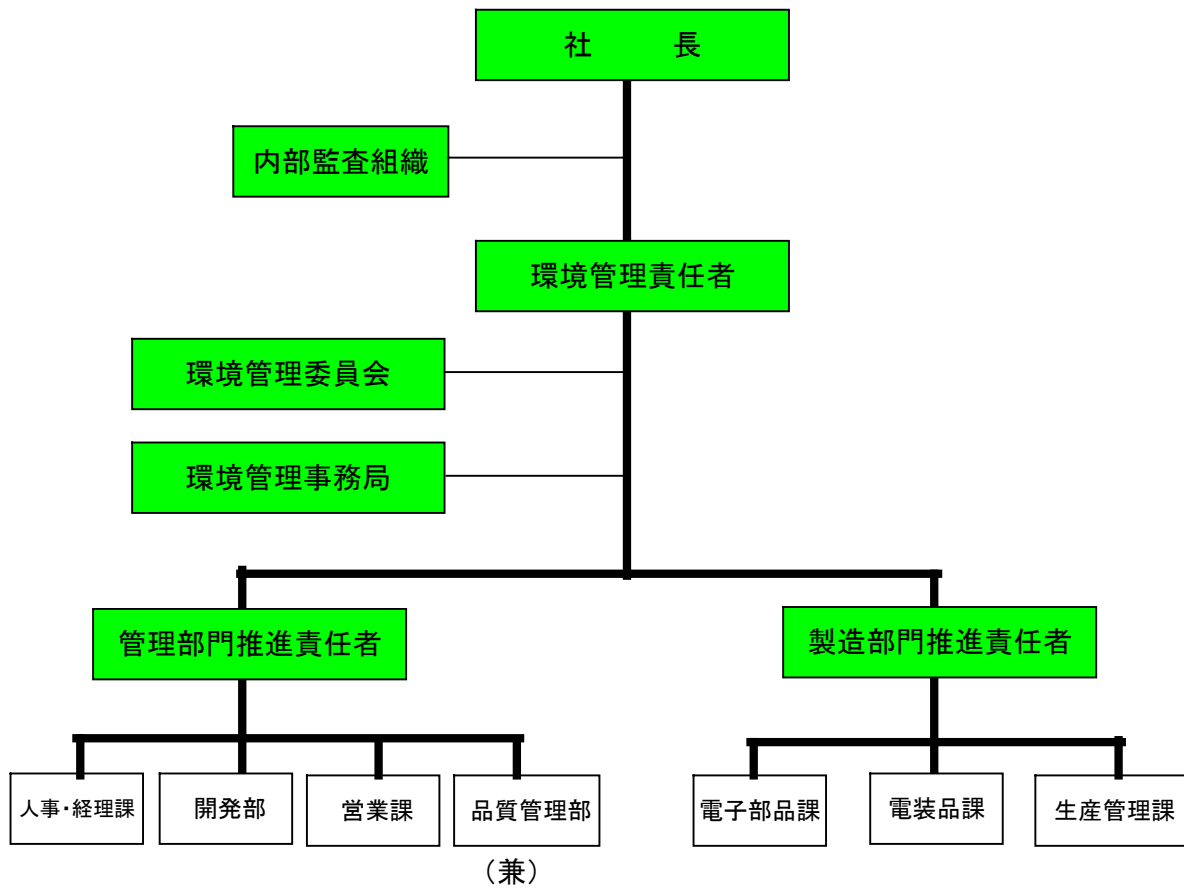 社　　長
内部監査組織
環境管理責任者
環境管理委員会
環境管理事務局
管理部門推進責任者
製造部門推進責任者
人事・経理課
開発部
営業課
品質管理部
電子部品課
電装品課
生産管理課
（兼）